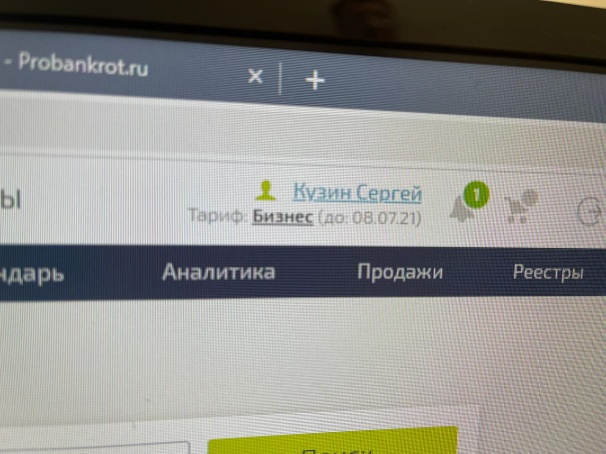 - Probankrot.ru
Ы
Кузин Сергей
1
Тариф: Бизнес (до: 08.07.21)
ндарь Аналитика Продажи Реестры